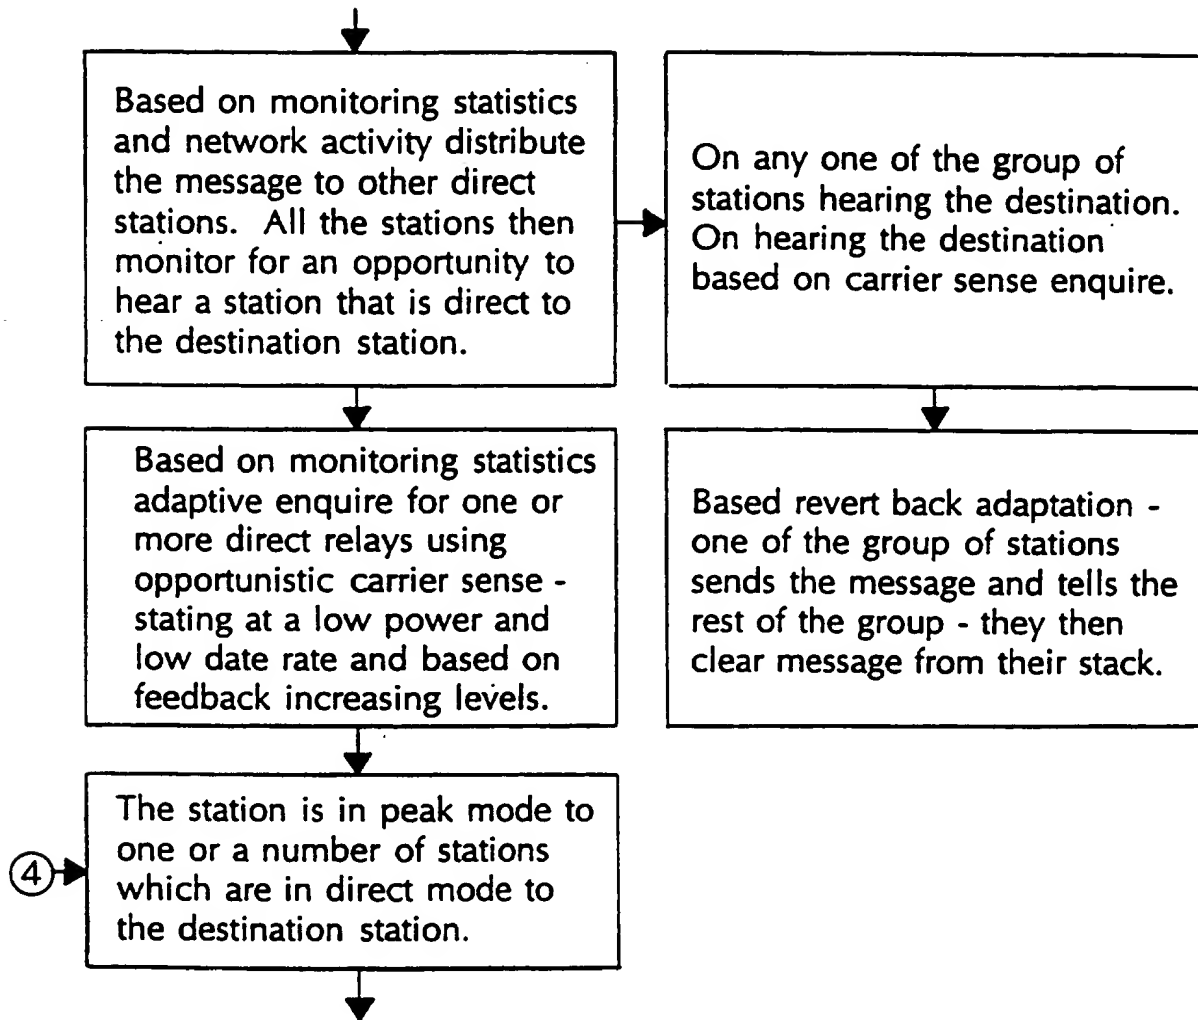 Based on monitoring statistics
and network activity distribute
the message to other direct
stations. All the stations then
monitor for an opportunity to
hear a station that is direct to
the destination station.
On any one of the group of
stations hearing the destination.
On hearing the destination
based on carrier sense enquire.
Based on monitoring statistics
adaptive enquire for one or
more direct relays using
opportunistic carrier sense -
stating at a low power and
low date rate and based on
feedback increasing levels.
Based revert back adaptation -
one of the group of stations
sends the message and tells the
rest of the group - they then
clear message from their stack.
4
The station is in peak mode to
one or a number of stations
which are in direct mode to
the destination station.